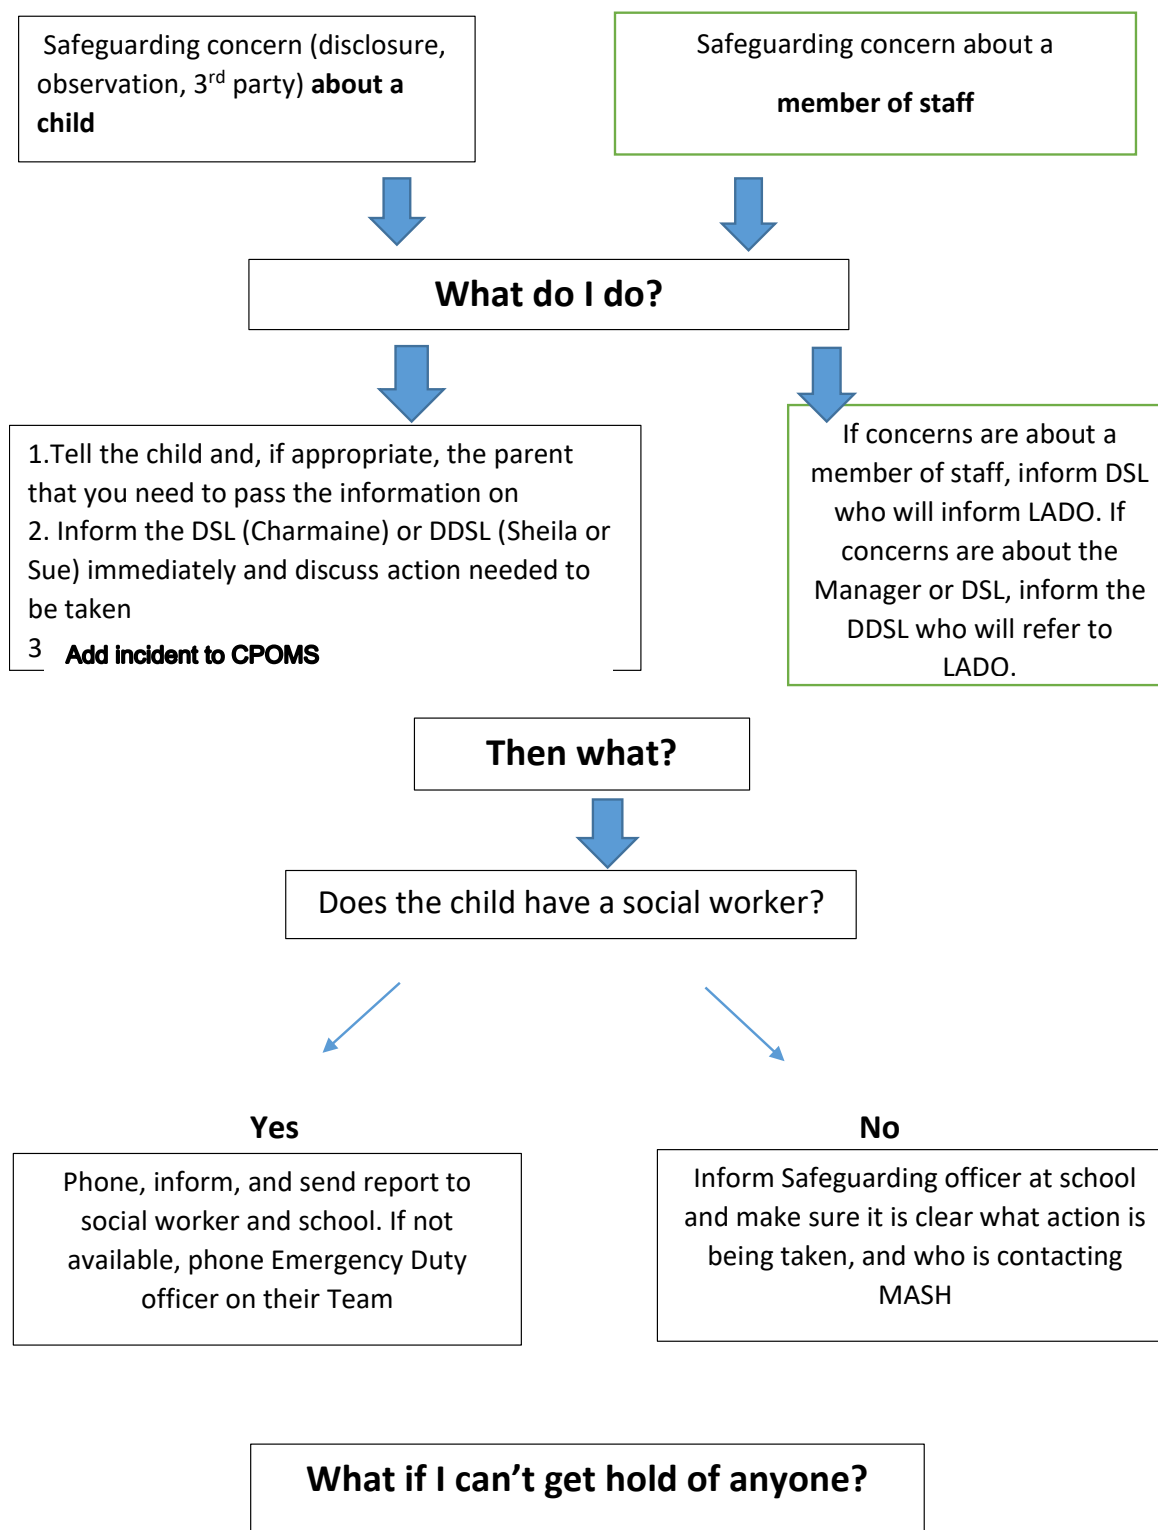 Safeguarding concern (disclosure,
observation, 3rd party) about a
child
Safeguarding concern about a
member of staff
What do I do?
1.Tell the child and, if appropriate, the parent
that you need to pass the information on
2. Inform the DSL (Charmaine) or DDSL (Sheila or
Sue) immediately and discuss action needed to
be taken
3 Add incident to CPOMS
If concerns are about a
member of staff, inform DSL
who will inform LADO. If
concerns are about the
Manager or DSL, inform the
DDSL who will refer to
LADO.
Then what?
Does the child have a social worker?
Yes
Phone, inform, and send report to
social worker and school. If not
available, phone Emergency Duty
officer on their Team
No
Inform Safeguarding officer at school
and make sure it is clear what action is
being taken, and who is contacting
MASH
What if I can’t get hold of anyone?